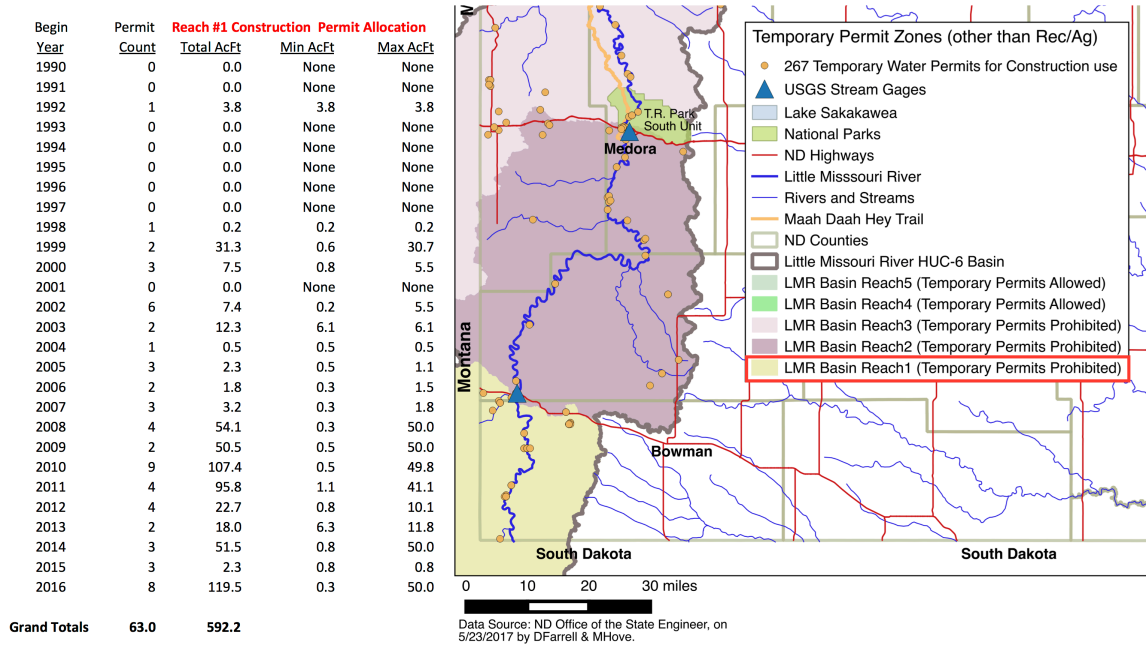 Begin Permit Reach #1 Construction Permit Allocation
Year Count Total AcFt Min AcFt Max AcFt
1990 0 0.0 None None
1991 0 0.0 None None
1992 1 3.8 3.8 3.8
1993 0 0.0 None None
1994 0 0.0 None None
1995 0 0.0 None None
1996 0 0.0 None None
1997 0 0.0 None None
1998 1 0.2 0.2 0.2
1999 2 31.3 0.6 30.7
2000 3 7.5 0.8 5.5
2001 0 0.0 None None
2002 6 7.4 0.2 5.5
2003 2 12.3 6.1 6.1
2004 1 0.5 0.5 0.5
2005 3 2.3 0.5 1.1
2006 2 1.8 0.3 1.5
2007 3 3.2 0.3 1.8
2008 4 54.1 0.3 50.0
2009 2 50.5 0.5 50.0
2010 9 107.4 0.5 49.8
2011 4 95.8 1.1 41.1
2012 4 22.7 0.8 10.1
2013 2 18.0 6.3 11.8
2014 3 51.5 0.8 50.0
2015 3 2.3 0.8 0.8
2016 8 119.5 0.3 50.0
Grand Totals 63.0 592.2
T.R. Park
South Unit
Medora
Montana
Bowman
South Dakota
South Dakota
Temporary Permit Zones (other than Rec/Ag)
267 Temporary Water Permits for Construction use
USGS Stream Gages
Lake Sakakawea
National Parks
ND Highways
Little Misssouri River
Rivers and Streams
Maah Daah Hey Trail
ND Counties
Little Missouri River HUC-6 Basin
LMR Basin Reach5 (Temporary Permits Allowed)
LMR Basin Reach4 (Temporary Permits Allowed)
LMR Basin Reach3 (Temporary Permits Prohibited)
LMR Basin Reach2 (Temporary Permits Prohibited)
LMR Basin Reach1 (Temporary Permits Prohibited)
0 10 20 30 miles
Data Source: ND Office of the State Engineer, on
5/23/2017 by DFarrell & MHove.